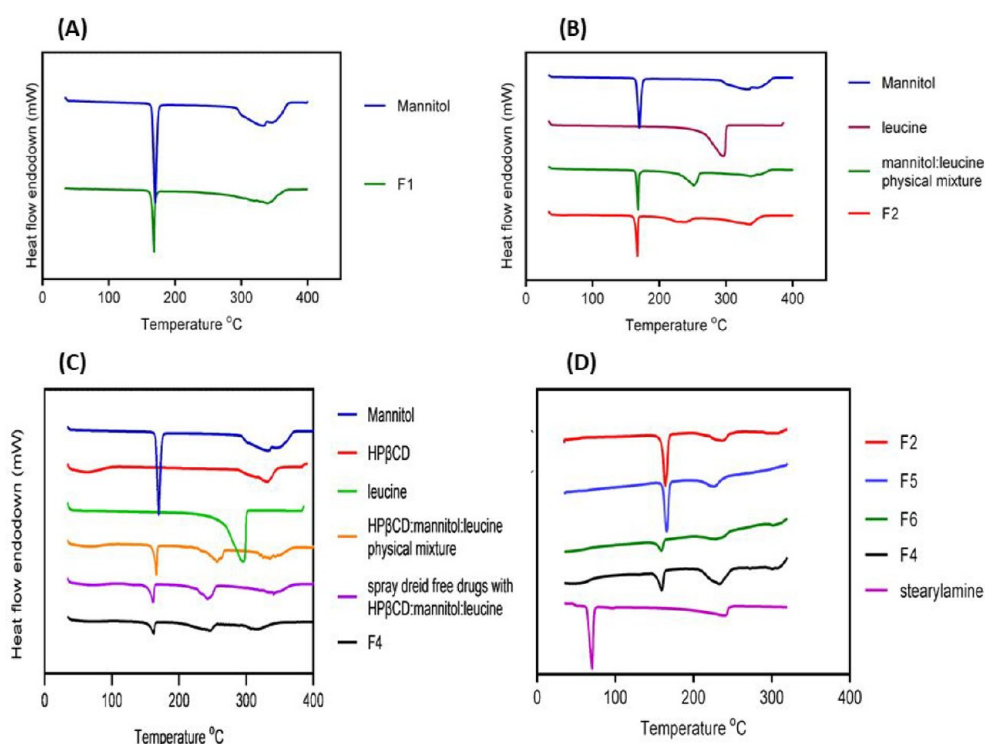 (A)
Heat flow endodown (mW)
Mannitol
F1
0
100
200
300
400
Temperature °C
(B)
Heat flow endodown (mW)
Mannitol
leucine
mannitol:leucine
physical mixture
F2
0
100
200
300
400
Temperature °C
(C)
Heat flow endodown (mW)
Mannitol
HPβCD
leucine
HPβCD:mannitol:leucine
physical mixture
spray dreid free drugs with
HPβCD:mannitol:leucine
F4
0
100
200
300
400
Temperature °C
(D)
F2
F5
F6
F4
stearylamine
0
100
200
300
400
Temperature °C